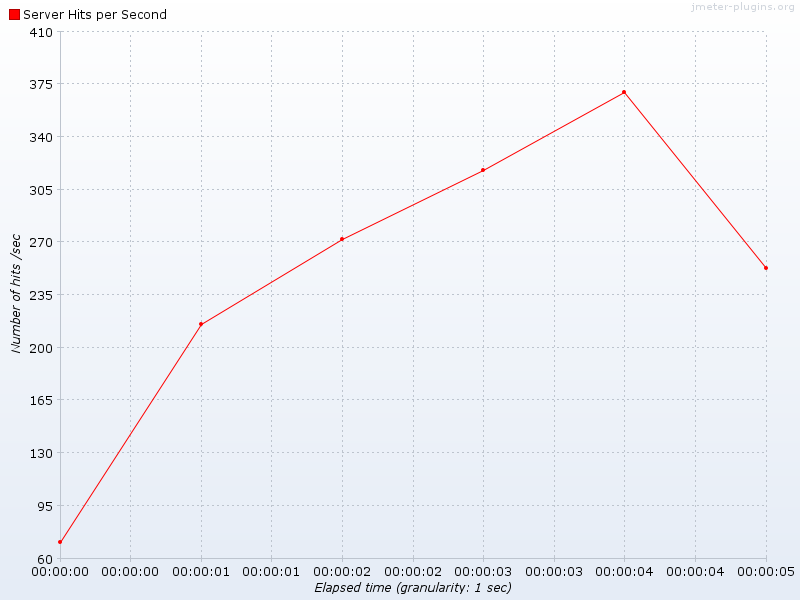 jmeter-plugins.org
Server Hits per Second
410
375
340
305
270
235
200
165
130
95
60
Number of hits /sec
00:00:00 00:00:00 00:00:01 00:00:01 00:00:02 00:00:02 00:00:03 00:00:03 00:00:04 00:00:04 00:00:05
Elapsed time (granularity: 1 sec)